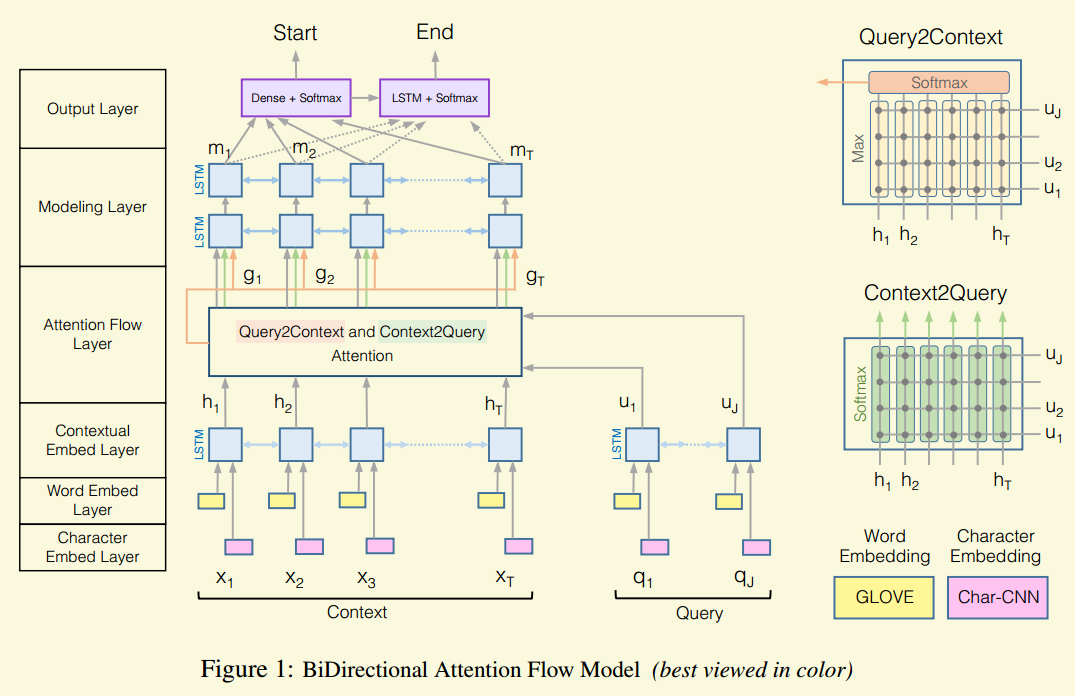 Start
End
Query2Context
Output Layer
Dense + Softmax
LSTM + Softmax
Softmax
Max
u_J
u_2
u_1
h_1 h_2 h_T
m_1 m_2 m_T
Modeling Layer
LSTM
LSTM
g_1 g_2 g_T
Attention Flow
Layer
Query2Context and Context2Query
Attention
Context2Query
Softmax
u_J
u_2
u_1
h_1 h_2 h_T
h_1 h_2 h_T
u_1 u_J
Contextual
Embed Layer
LSTM
LSTM
Word Embed
Layer
Character
Embed Layer
x_1 x_2 x_3 x_T
q_1 q_J
Context
Query
Word
Embedding
GLOVE
Character
Embedding
Char-CNN
Figure 1: BiDirectional Attention Flow Model (best viewed in color)